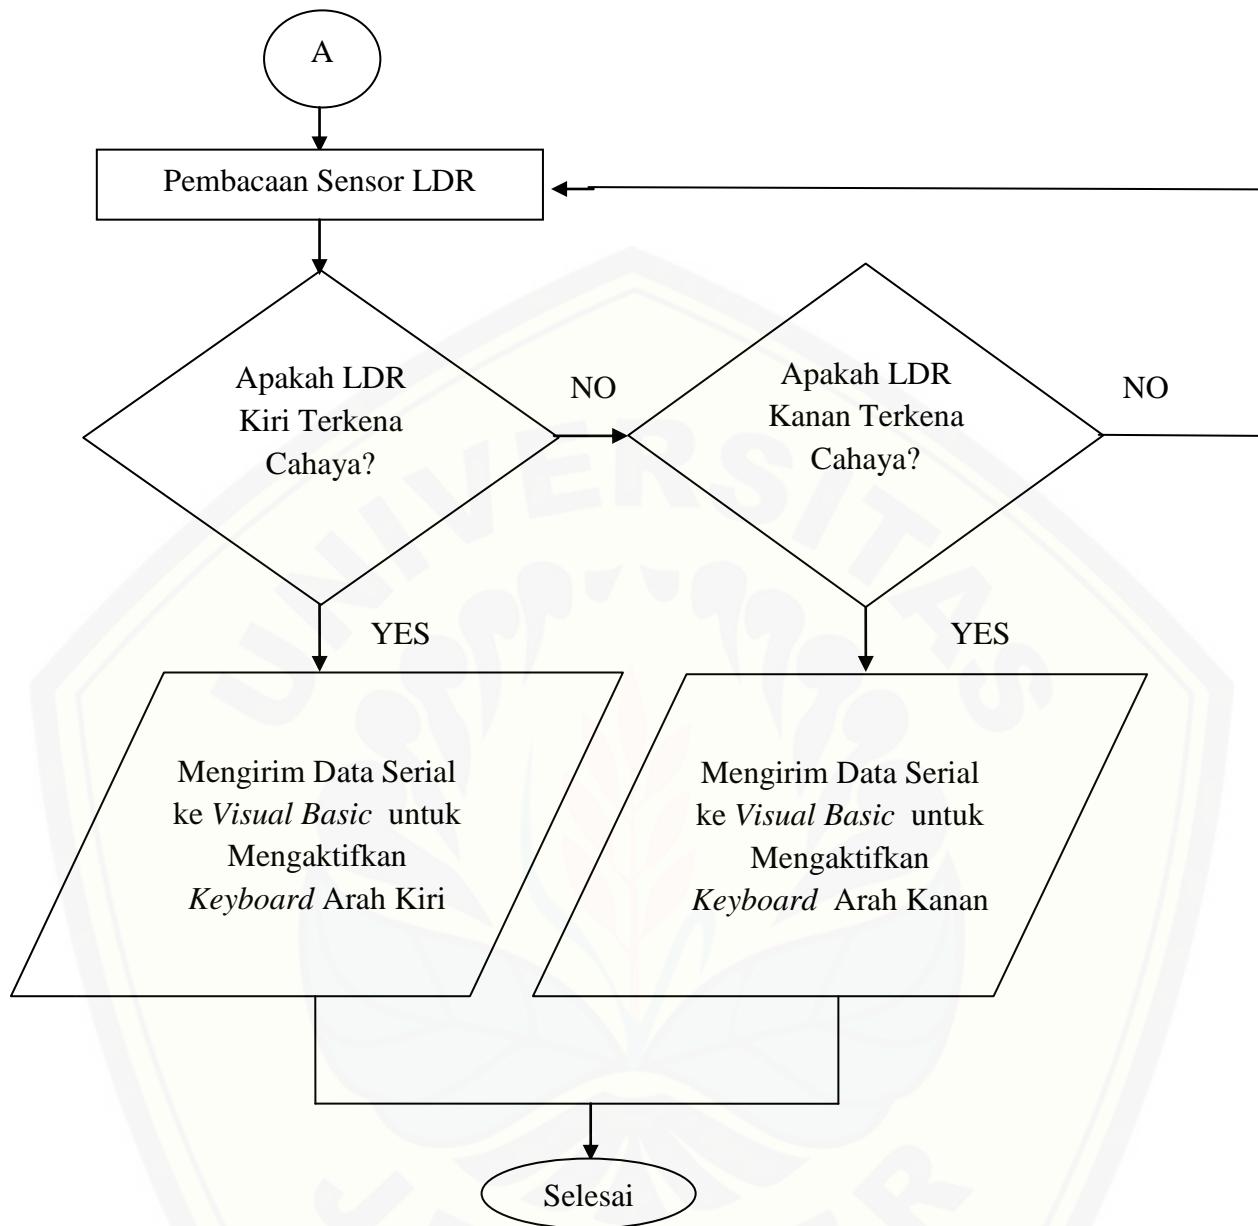 A
Pembacaan Sensor LDR
Apakah LDR
Kiri Terkena
Cahaya?
NO
Apakah LDR
Kanan Terkena
Cahaya?
NO
YES
YES
Mengirim Data Serial
ke Visual Basic untuk
Mengaktifkan
Keyboard Arah Kiri
Mengirim Data Serial
ke Visual Basic untuk
Mengaktifkan
Keyboard Arah Kanan
Selesai
UNIVERSITAS